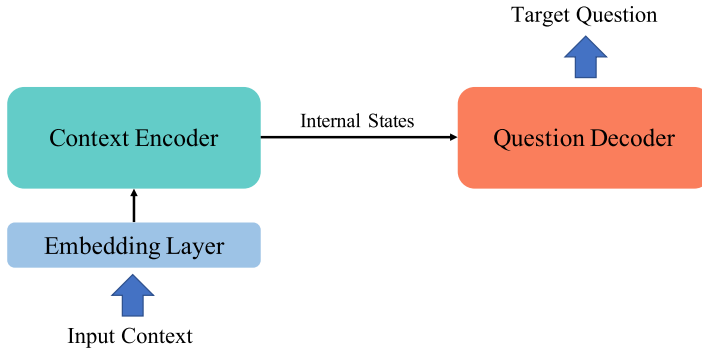 Target Question
Context Encoder
Internal States
Question Decoder
Embedding Layer
Input Context